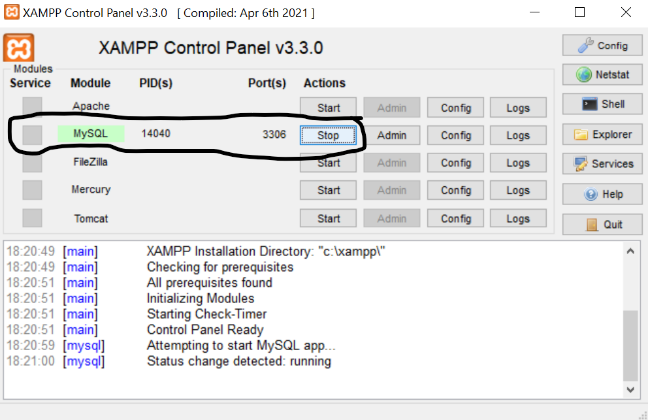 XAMPP Control Panel v3.3.0 [ Compiled: Apr 6th 2021 ]
XAMPP Control Panel v3.3.0
Config
Modules
Service Module PID(s) Port(s) Actions
Netstat
Apache Start Admin Config Logs
Shell
MySQL 14040 3306 Stop Admin Config Logs
Explorer
FileZilla Start Admin Config Logs
Services
Mercury Start Admin Config Logs
Help
Tomcat Start Admin Config Logs
Quit
18:20:49 [main] XAMPP Installation Directory: "c:\xampp\"
18:20:49 [main] Checking for prerequisites
18:20:51 [main] All prerequisites found
18:20:51 [main] Initializing Modules
18:20:51 [main] Starting Check-Timer
18:20:51 [main] Control Panel Ready
18:20:59 [mysql] Attempting to start MySQL app...
18:21:00 [mysql] Status change detected: running